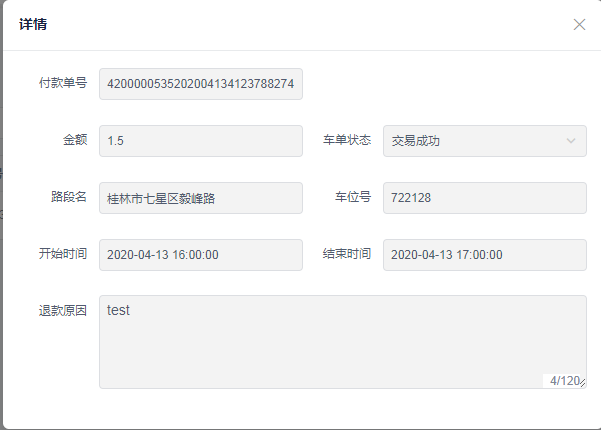 详情
付款单号 4200000535202004134123788274
金额 1.5 车单状态 交易成功
路段名 桂林市七星区毅峰路 车位号 722128
开始时间 2020-04-13 16:00:00 结束时间 2020-04-13 17:00:00
退款原因 test
4/120